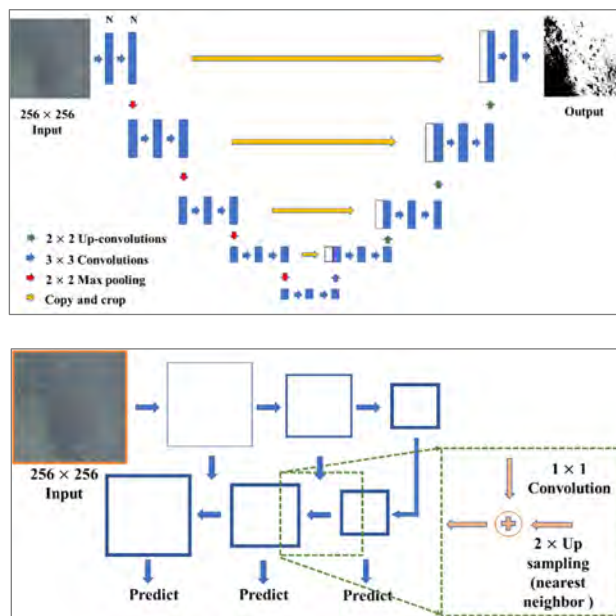 N N
256 × 256
Input
Output
2 × 2 Up-convolutions
3 × 3 Convolutions
2 × 2 Max pooling
Copy and crop
256 × 256
Input
1 × 1
Convolution
2 × Up
sampling
(nearest
neighbor )
Predict Predict Predict